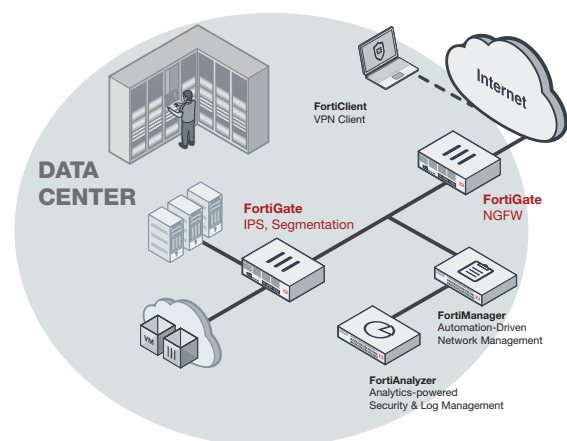 Internet
FortiClient
VPN Client
DATA
CENTER
FortiGate
NGFW
FortiGate
IPS, Segmentation
FortiManager
Automation-Driven
Network Management
VM
FortiAnalyzer
Analytics-powered
Security & Log Management